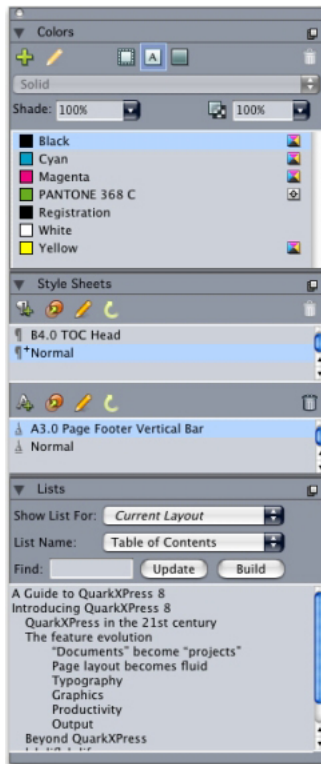 Colors
A
Solid
Shade: 100% 100%
Black
Cyan
Magenta
PANTONE 368 C
Registration
White
Yellow
Style Sheets
¶ B4.0 TOC Head
¶+Normal
A3.0 Page Footer Vertical Bar
Normal
Lists
Show List For: Current Layout
List Name: Table of Contents
Find: Update Build
A Guide to QuarkXPress 8
Introducing QuarkXPress 8
QuarkXPress in the 21st century
The feature evolution
“Documents” become “projects”
Page layout becomes fluid
Typography
Graphics
Productivity
Output
Beyond QuarkXPress